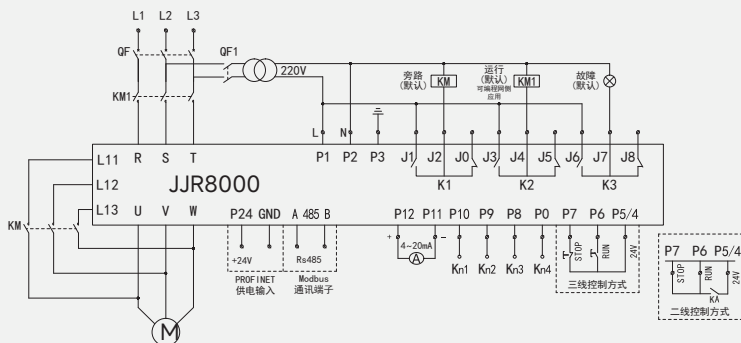 L1 L2 L3
QF
QF1
220V
KM1
旁路
(默认)
KM
运行
(默认)
可编程网侧
应用
KM1
故障
(默认)
L N
L11 R S T P1 P2 P3 J1 J2 J0 J3 J4 J5 J6 J7 J8
K1 K2 K3
L12
JJR8000
L13 U V W P24 GND A 485 B P12 P11 P10 P9 P8 P0 P7 P6 P5/4
KM
+24V
Rs485
PROFINET
供电输入
Modbus
通讯端子
+ −
4~20mA
A
Kn1 Kn2 Kn3 Kn4
STOP
RUN
24V
三线控制方式
P7 P6 P5/4
STOP
RUN
24V
KA
二线控制方式
M